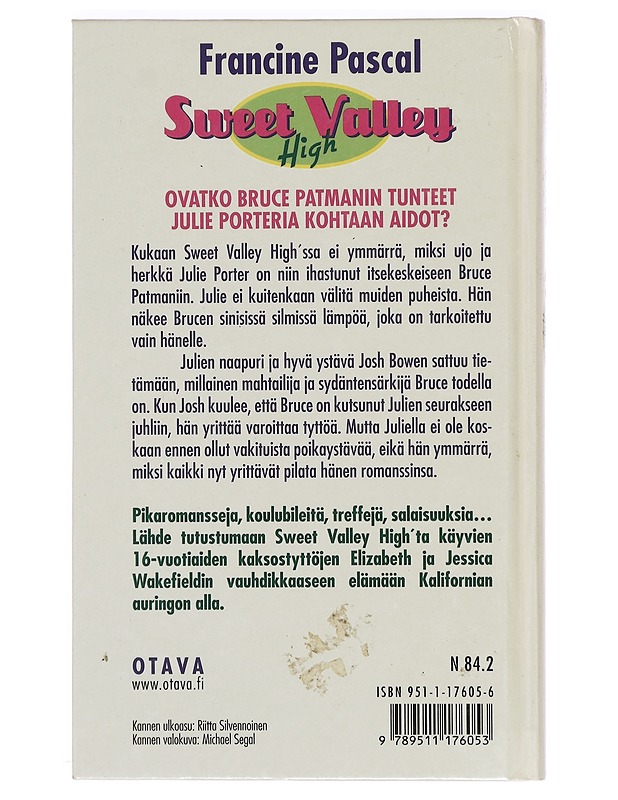 Francine Pascal
Sweet Valley
High
OVATKO BRUCE PATMANIN TUNTEET
JULIE PORTERIA KOHTAAN AIDOT?
Kukaan Sweet Valley High´ssa ei ymmärrä, miksi ujo ja
herkkä Julie Porter on niin ihastunut itsekeskeiseen Bruce
Patmaniin. Julie ei kuitenkaan välitä muiden puheista. Hän
näkee Brucen sinisissä silmissä lämpöä, joka on tarkoitettu
vain hänelle.
Julien naapuri ja hyvä ystävä Josh Bowen sattuu tie-
tämään, millainen mahtailija ja sydäntensärkijä Bruce todella
on. Kun Josh kuulee, että Bruce on kutsunut Julien seurakseen
juhliin, hän yrittää varoittaa tyttöä. Mutta Juliella ei ole kos-
kaan ennen ollut vakituista poikaystävää, eikä hän ymmärrä,
miksi kaikki nyt yrittävät pilata hänen romanssinsa.
Pikaromansseja, koulubileitä, treffejä, salaisuuksia...
Lähde tutustumaan Sweet Valley High´ta käyvien
16-vuotiaiden kaksostyttöjen Elizabeth ja Jessica
Wakefieldin vauhdikkaaseen elämään Kalifornian
auringon alla.
OTAVA
www.otava.fi
N 84.2
ISBN 951-1-17605-6
9 789511 176053
Kannen ulkoasu: Riitta Silvennoinen
Kannen valokuva: Michael Segal